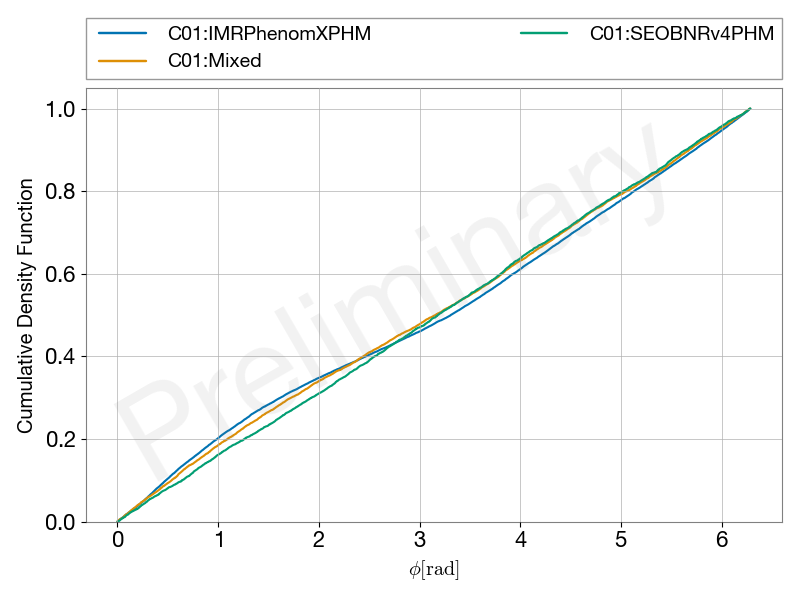 C01:IMRPhenomXPHM
C01:Mixed
C01:SEOBNRv4PHM
Preliminary
Cumulative Density Function
1.0
0.8
0.6
0.4
0.2
0.0
0 1 2 3 4 5 6
ϕ[rad]